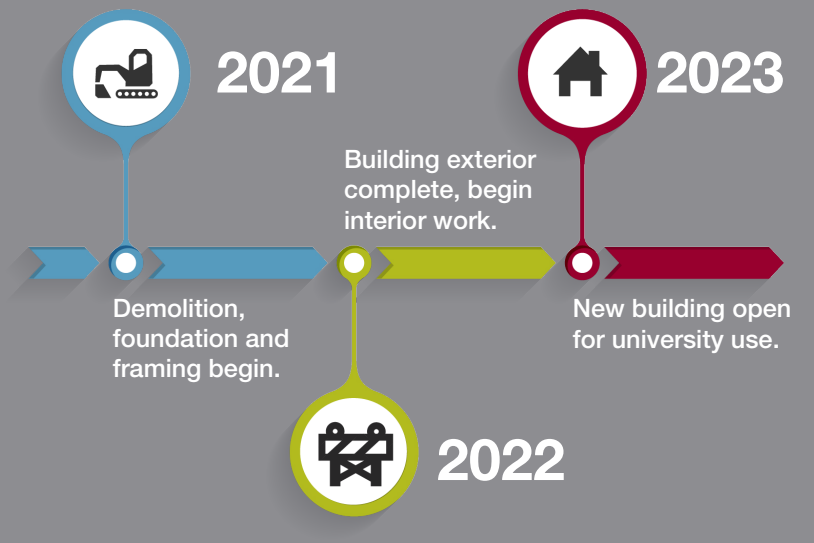 2021
Demolition,
foundation and
framing begin.
Building exterior
complete, begin
interior work.
2022
2023
New building open
for university use.